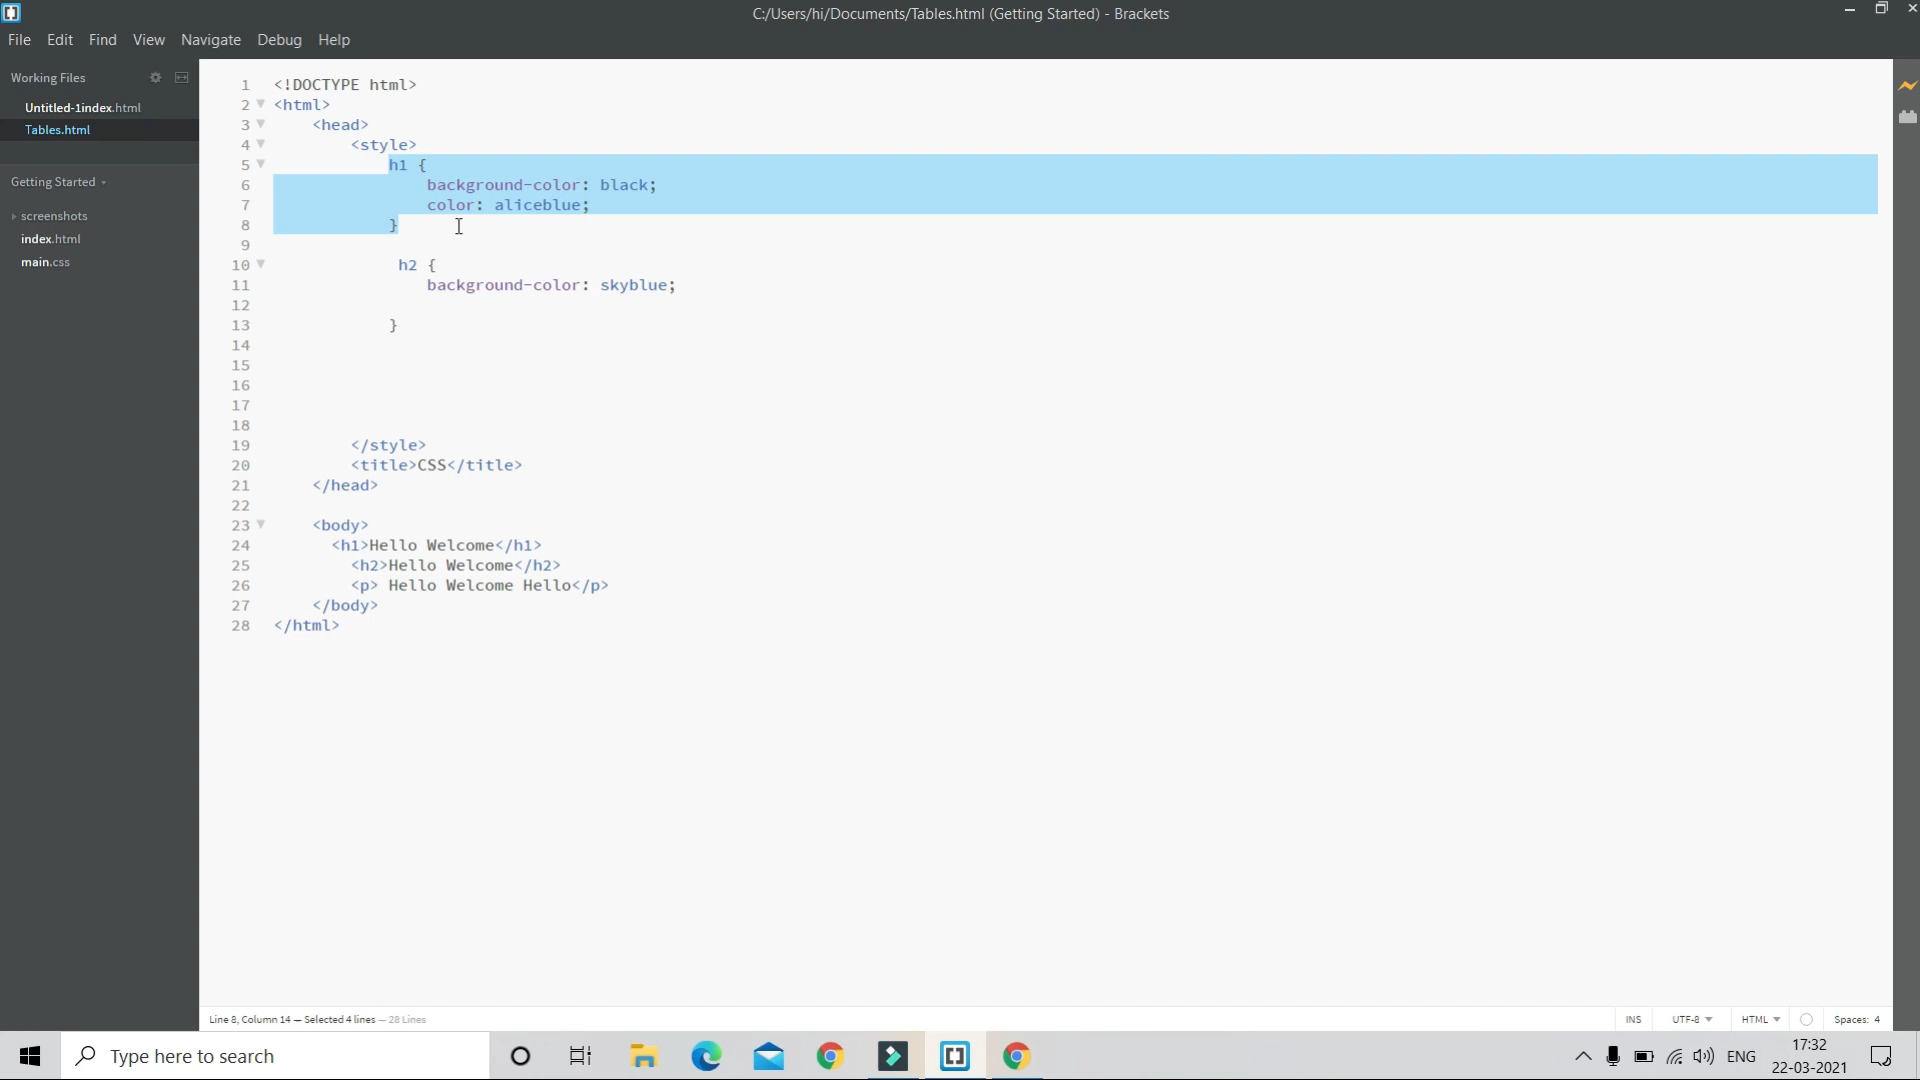 C:/Users/hi/Documents/Tables.html (Getting Started) - Brackets
File Edit Find View Navigate Debug Help
Working Files
Untitled-1index.html
Tables.html
Getting Started
screenshots
index.html
main.css
1 <!DOCTYPE html>
2 <html>
3 <head>
4 <style>
5 h1 {
6 background-color: black;
7 color: aliceblue;
8 }
9
10 h2 {
11 background-color: skyblue;
12
13 }
14
15
16
17
18
19 </style>
20 <title>CSS</title>
21 </head>
22
23 <body>
24 <h1>Hello Welcome</h1>
25 <h2>Hello Welcome</h2>
26 <p> Hello Welcome Hello</p>
27 </body>
28 </html>
Line 8, Column 14 — Selected 4 lines — 28 Lines
INS UTF-8 HTML Spaces: 4
Type here to search
ENG
17:32
22-03-2021